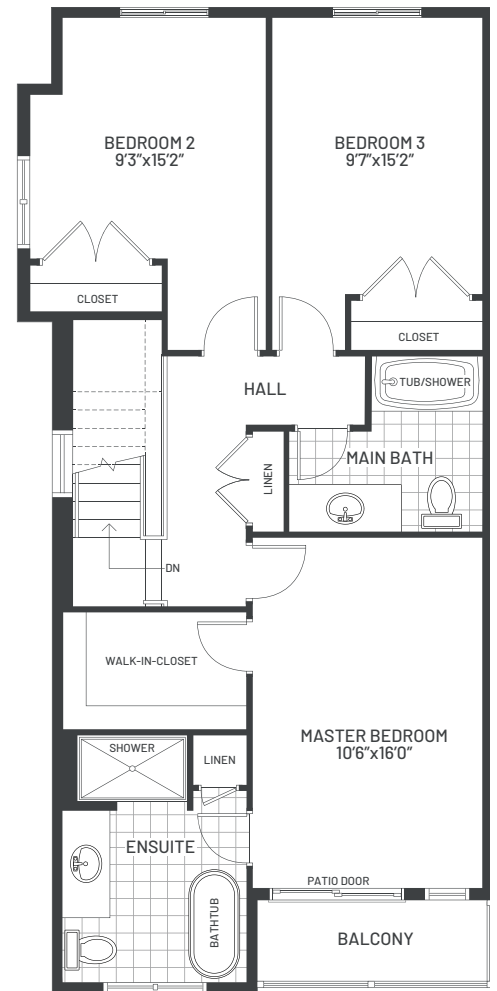 BEDROOM 2
9'3"x15'2"
BEDROOM 3
9'7"x15'2"
CLOSET
CLOSET
HALL
TUB/SHOWER
MAIN BATH
LINEN
DN
WALK-IN-CLOSET
MASTER BEDROOM
10'6"x16'0"
SHOWER
LINEN
ENSUITE
PATIO DOOR
BATHTUB
BALCONY